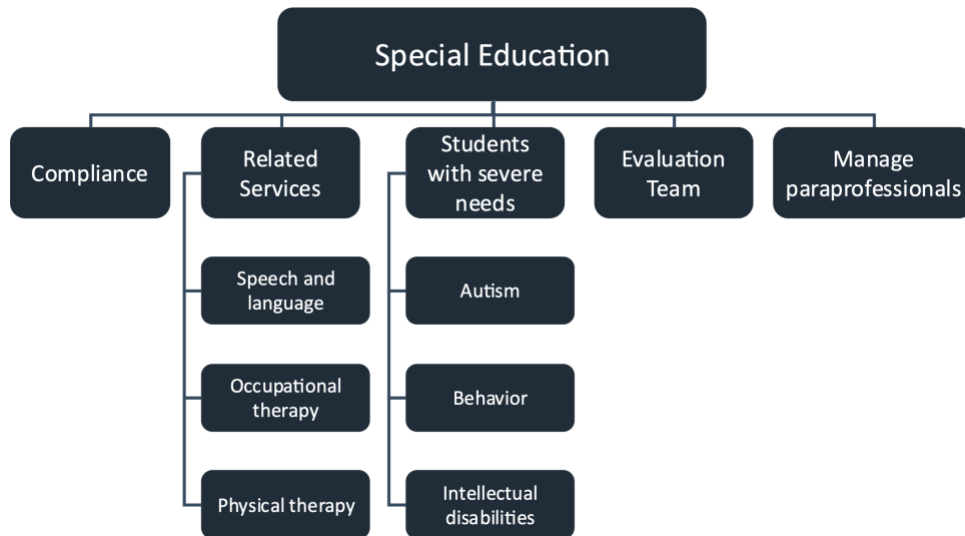 Special Education
Compliance
Related
Services
Students
with severe
needs
Evaluation
Team
Manage
paraprofessionals
Speech and
language
Autism
Occupational
therapy
Behavior
Physical therapy
Intellectual
disabilities